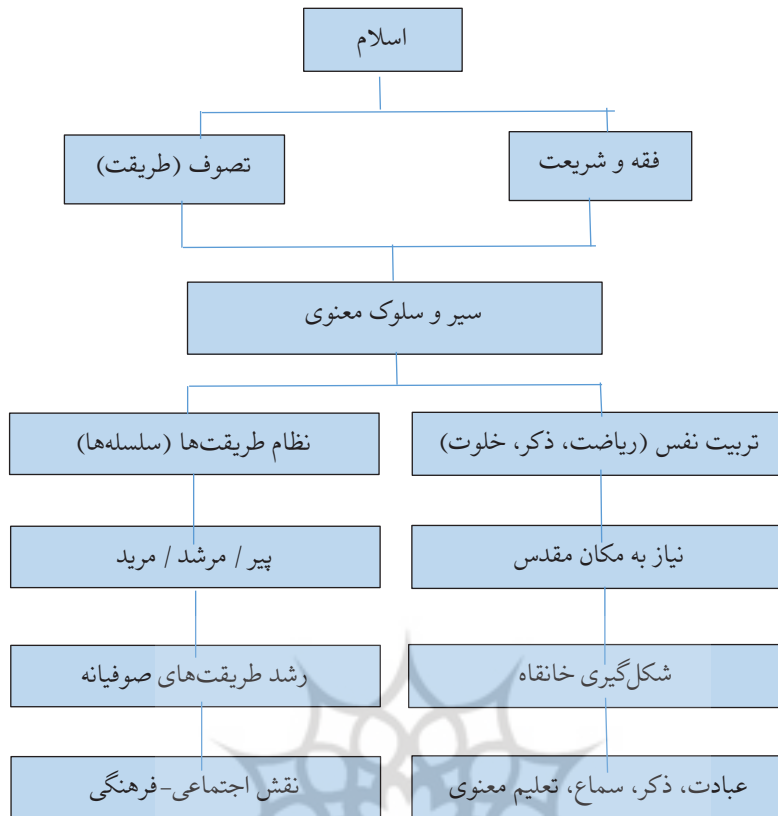 اسلام
فقه و شریعت
تصوف (طریقت)
سیر و سلوک معنوی
تربیت نفس (ریاضت، ذکر، خلوت)
نظام طریقت‌ها (سلسله‌ها)
نیاز به مکان مقدس
پیر / مرشد / مرید
شکل‌گیری خانقاه
رشد طریقت‌های صوفیانه
عبادت، ذکر، سماع، تعلیم معنوی
نقش اجتماعی-فرهنگی